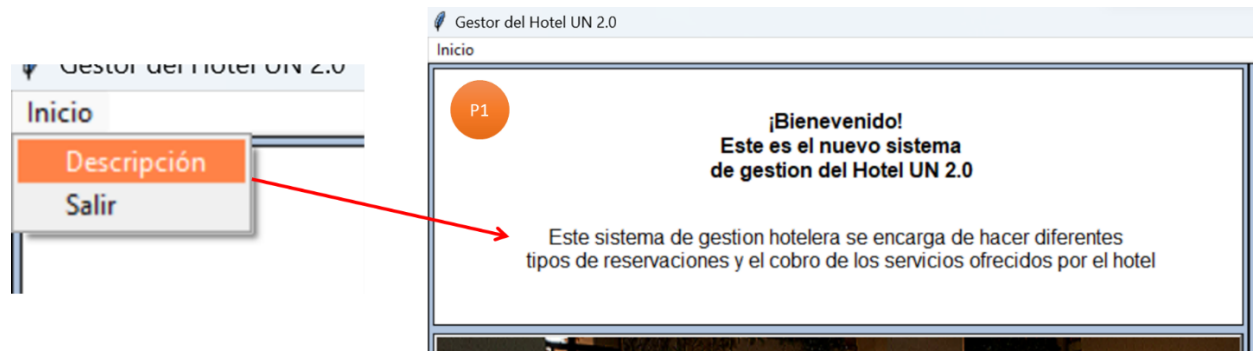 Gestor del Hotel UN 2.0
Inicio
Descripción
Salir
Gestor del Hotel UN 2.0
Inicio
P1
¡Bienevenido!
Este es el nuevo sistema
de gestion del Hotel UN 2.0
Este sistema de gestion hotelera se encarga de hacer diferentes
tipos de reservaciones y el cobro de los servicios ofrecidos por el hotel